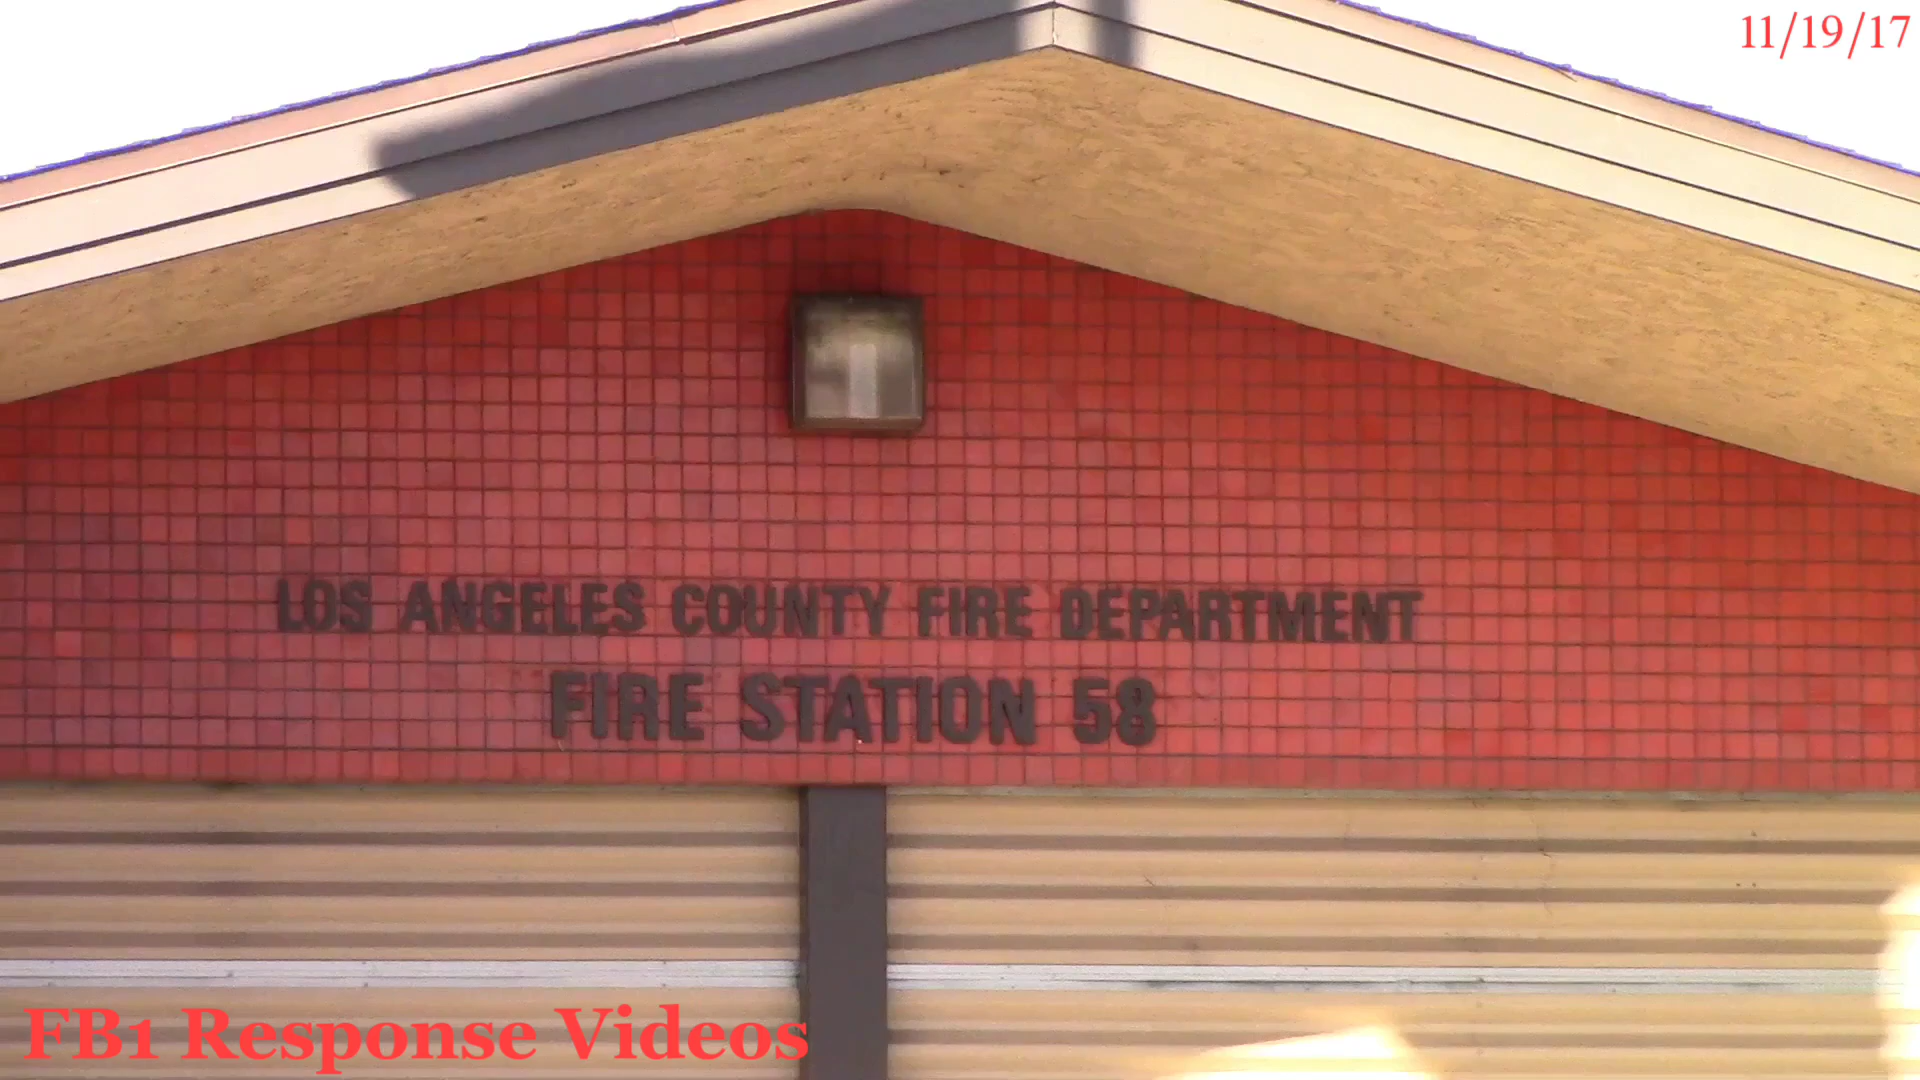 11/19/17
LOS ANGELES COUNTY FIRE DEPARTMENT
FIRE STATION 58
FB1 Response Videos